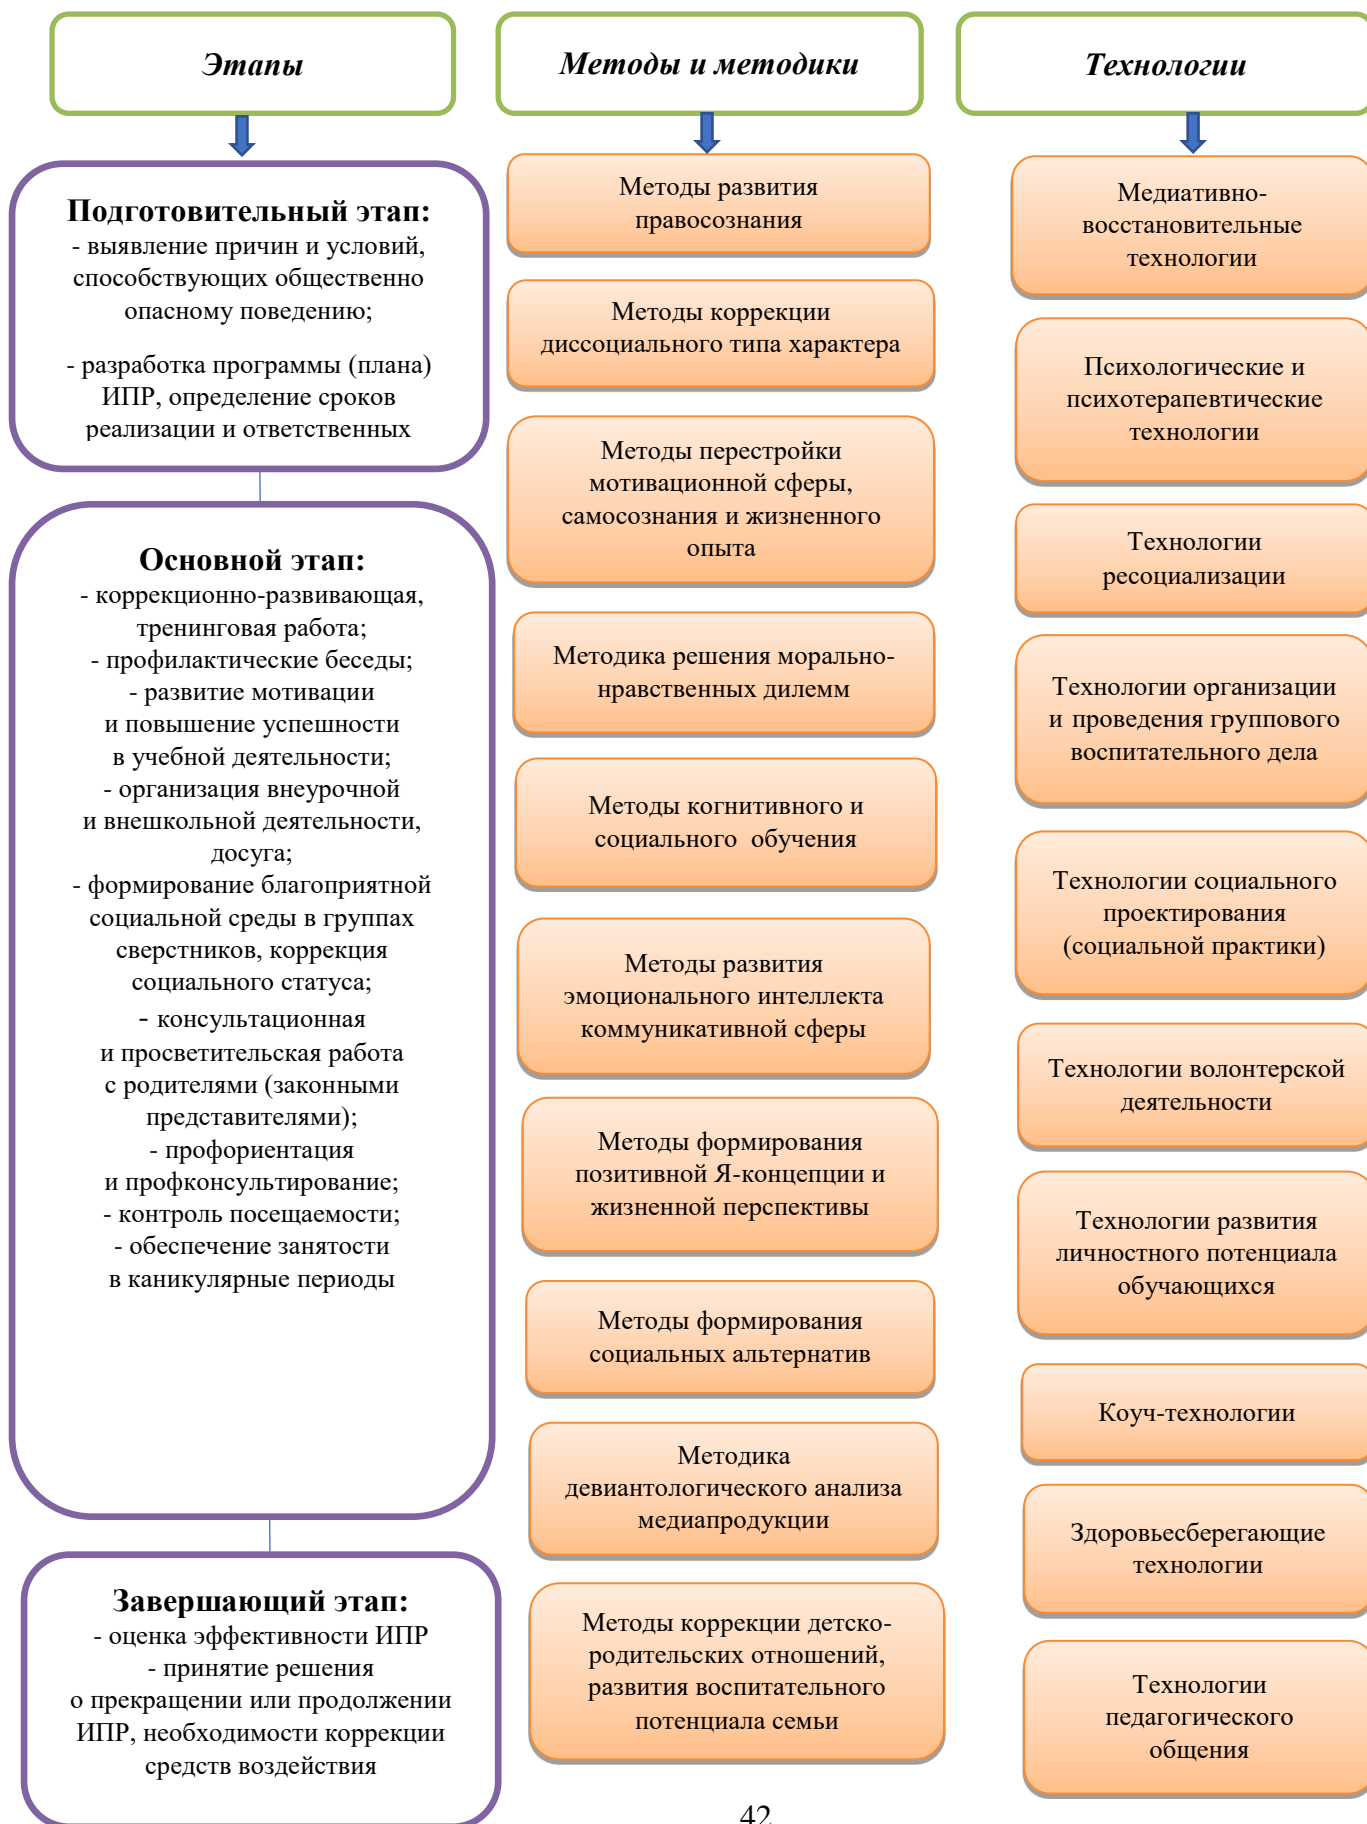 Этапы
Подготовительный этап:
- выявление причин и условий,
способствующих общественно
опасному поведению;
- разработка программы (плана)
ИПР, определение сроков
реализации и ответственных
Основной этап:
- коррекционно-развивающая,
тренинговая работа;
- профилактические беседы;
- развитие мотивации
и повышение успешности
в учебной деятельности;
- организация внеурочной
и внешкольной деятельности,
досуга;
- формирование благоприятной
социальной среды в группах
сверстников, коррекция
социального статуса;
- консультационная
и просветительская работа
с родителями (законными
представителями);
- профориентация
и профконсультирование;
- контроль посещаемости;
- обеспечение занятости
в каникулярные периоды
Завершающий этап:
- оценка эффективности ИПР
- принятие решения
о прекращении или продолжении
ИПР, необходимости коррекции
средств воздействия
Методы и методики
Методы развития
правосознания
Методы коррекции
диссоциального типа характера
Методы перестройки
мотивационной сферы,
самосознания и жизненного
опыта
Методика решения морально-
нравственных дилемм
Методы когнитивного и
социального обучения
Методы развития
эмоционального интеллекта
коммуникативной сферы
Методы формирования
позитивной Я-концепции и
жизненной перспективы
Методы формирования
социальных альтернатив
Методика
девиантологического анализа
медиапродукции
Методы коррекции детско-
родительских отношений,
развития воспитательного
потенциала семьи
Технологии
Медиативно-
восстановительные
технологии
Психологические и
психотерапевтические
технологии
Технологии
ресоциализации
Технологии организации
и проведения группового
воспитательного дела
Технологии социального
проектирования
(социальной практики)
Технологии волонтерской
деятельности
Технологии развития
личностного потенциала
обучающихся
Коуч-технологии
Здоровьесберегающие
технологии
Технологии
педагогического
общения
42